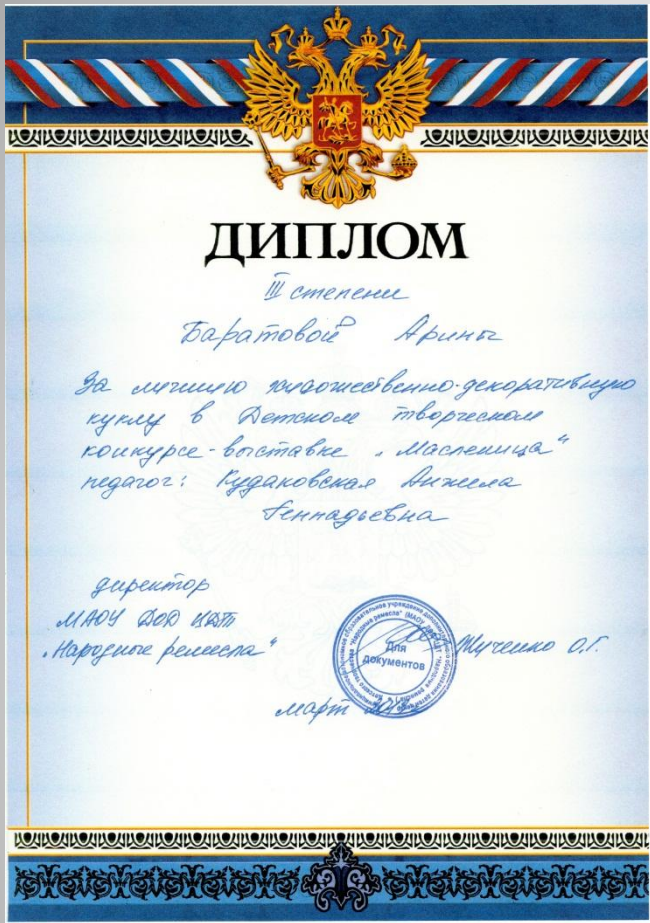 ДИПЛОМ
III степени
Баратовой Арины
За лучшую художественно-декоративную
куклу в Детском творческом
конкурсе-выставке „Масленица“
педагог: Кудаковская Анжела
Геннадьевна
директор
МАОУ ДОД ЦДТ
„Народные ремесла“
Для
документов
Жученко О.Г.
март